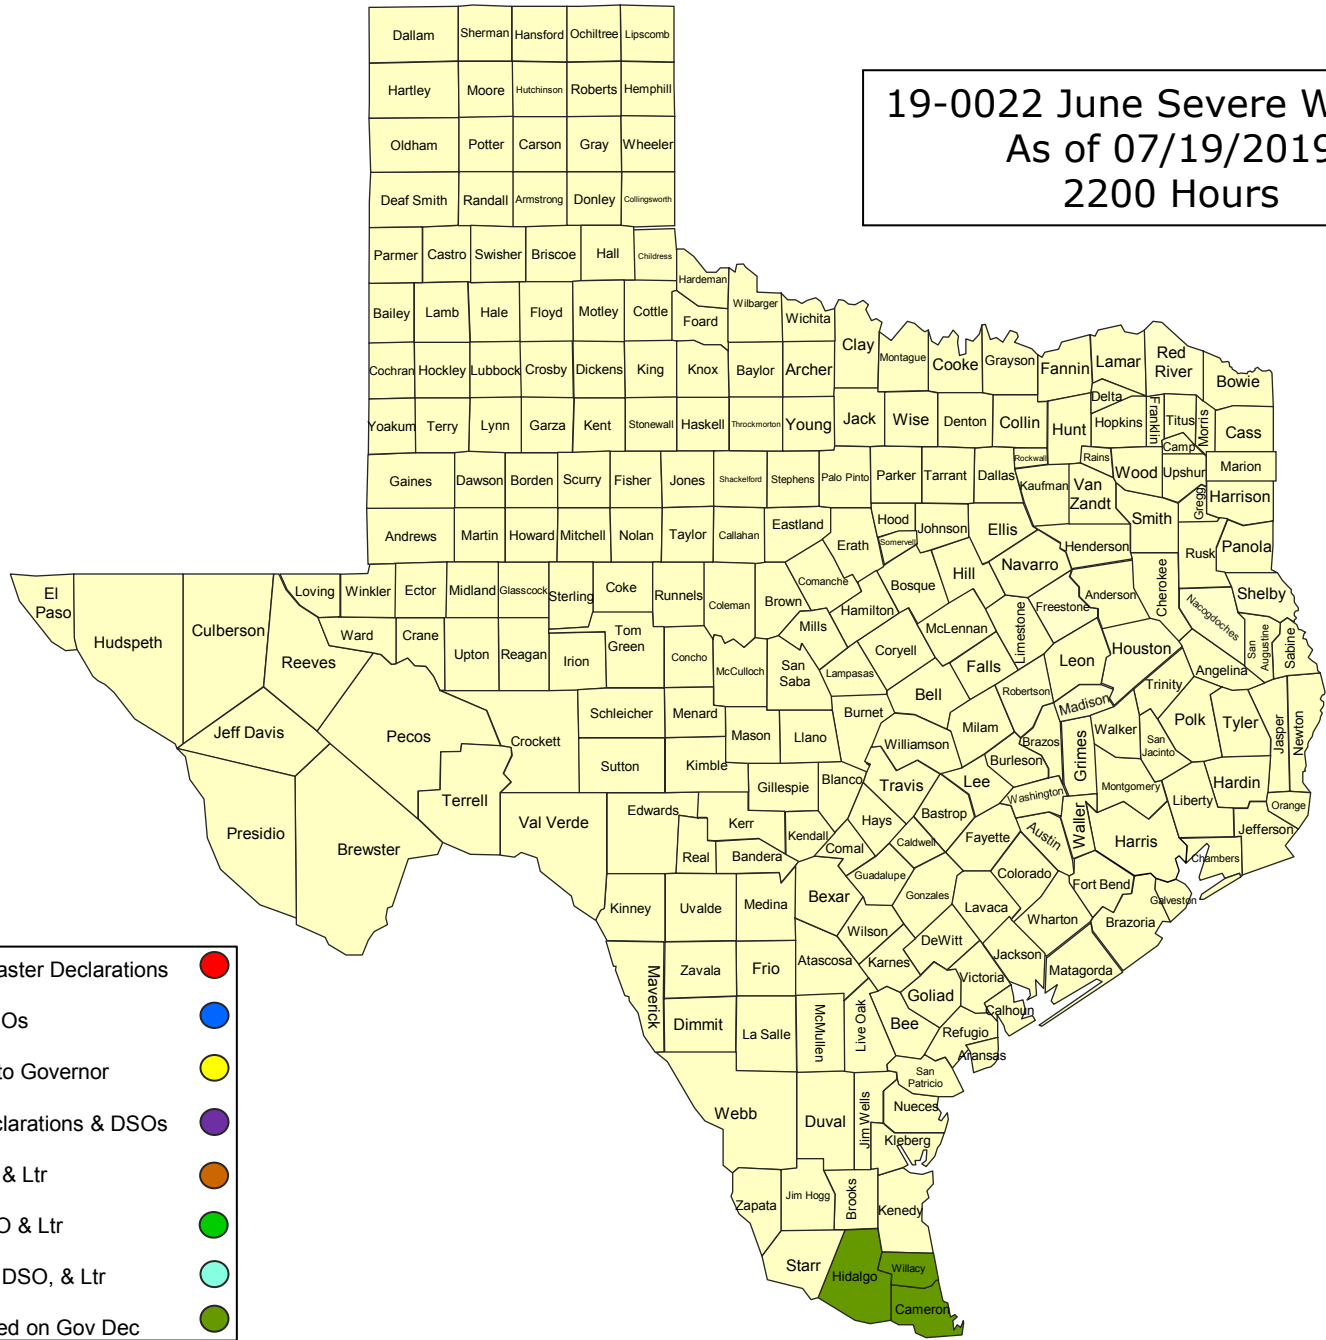 Dallam Sherman Hansford Ochiltree Lipscomb
Hartley Moore Hutchinson Roberts Hemphill
19-0022 June Severe W
As of 07/19/2019
2200 Hours
Oldham Potter Carson Gray Wheeler
Deaf Smith Randall Armstrong Donley Collingsworth
Parmer Castro Swisher Briscoe Hall Childress
Hardeman
Bailey Lamb Hale Floyd Motley Cottle Foard Wilbarger Wichita
Clay Montague Cooke Grayson Fannin Lamar Red
River Bowie
Cochran Hockley Lubbock Crosby Dickens King Knox Baylor Archer
Delta
Yoakum Terry Lynn Garza Kent Stonewall Haskell Throckmorton Young Jack Wise Denton Collin Hunt Hopkins Franklin Titus Morris Cass
Camp
Rockwall Rains
Gaines Dawson Borden Scurry Fisher Jones Shackelford Stephens Palo Pinto Parker Tarrant Dallas Kaufman Van
Zandt Wood Upshur Marion
Gregg Harrison
Andrews Martin Howard Mitchell Nolan Taylor Callahan Eastland Erath Hood Somervell Johnson Ellis Henderson Smith Rusk Panola
El
Paso Hudspeth Culberson Loving Winkler Ector Midland Glasscock Sterling Coke Runnels Coleman Brown Comanche Hamilton Bosque Hill Navarro Freestone Anderson Cherokee Nacogdoches Shelby
Reeves Ward Crane Upton Reagan Irion Tom
Green Concho McCulloch San
Saba Mills Lampasas Coryell McLennan Limestone Falls Leon Houston Angelina San
Augustine Sabine
Jeff Davis Pecos Crockett Schleicher Menard Mason Llano Burnet Bell Milam Robertson Madison Trinity
Walker San
Jacinto Polk Tyler Jasper Newton
Sutton Kimble Gillespie Blanco Williamson Travis Lee Burleson Brazos Grimes
Washington Montgomery Liberty Hardin Orange
Presidio Brewster Terrell Val Verde Edwards Kerr Real Bandera Kendall Comal Hays Caldwell Bastrop Fayette Austin Waller Harris Chambers Jefferson
Kinney Uvalde Medina Bexar Guadalupe Gonzales Lavaca Colorado Fort Bend Galveston
Wilson DeWitt Wharton Brazoria
Maverick Zavala Frio Atascosa Karnes Victoria Jackson Matagorda
Dimmit La Salle McMullen Live Oak Bee Goliad Refugio Calhoun
Aransas
San
Patricio
Webb Duval Jim Wells Nueces
Kleberg
Zapata Jim Hogg Brooks Kenedy
Starr Hidalgo Willacy
Cameron
aster Declarations
Os
to Governor
clarations & DSOs
& Ltr
O & Ltr
DSO, & Ltr
ed on Gov Dec